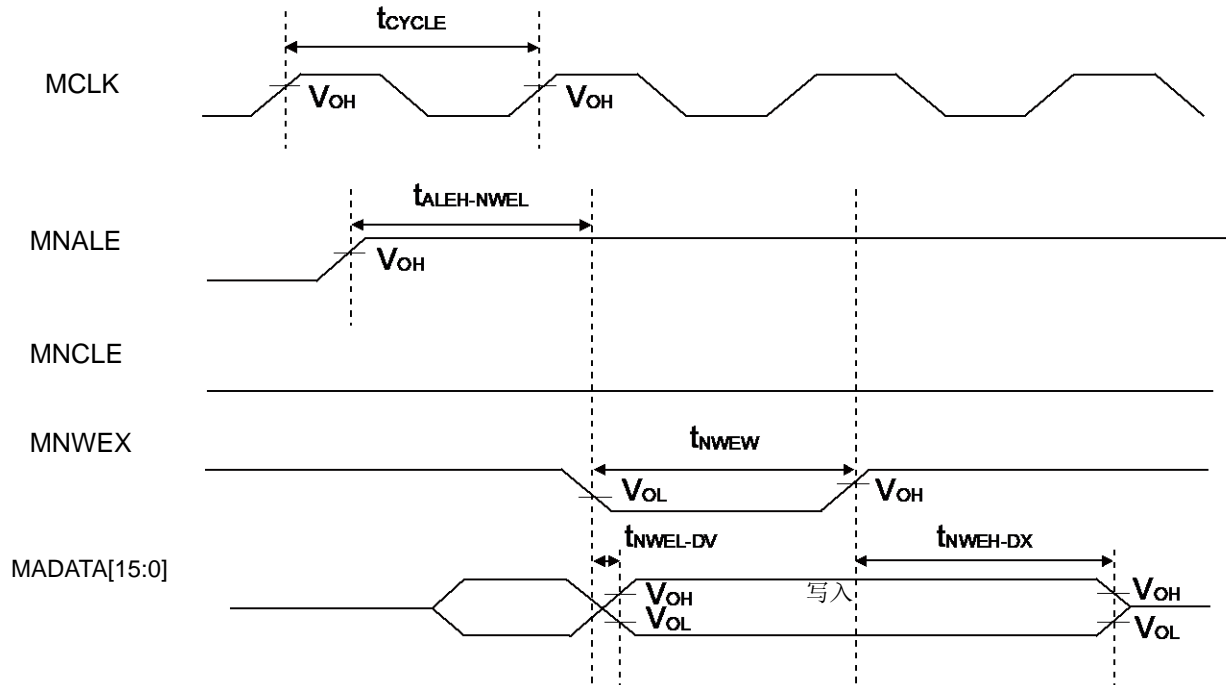 tCYCLE
MCLK
VOH
VOH
tALEH-NWEL
MNALE
VOH
MNCLE
MNWEX
tNWEW
VOL
VOH
tNWEL-DV
tNWEH-DX
MADATA[15:0]
VOH
写入
VOH
VOL
VOL